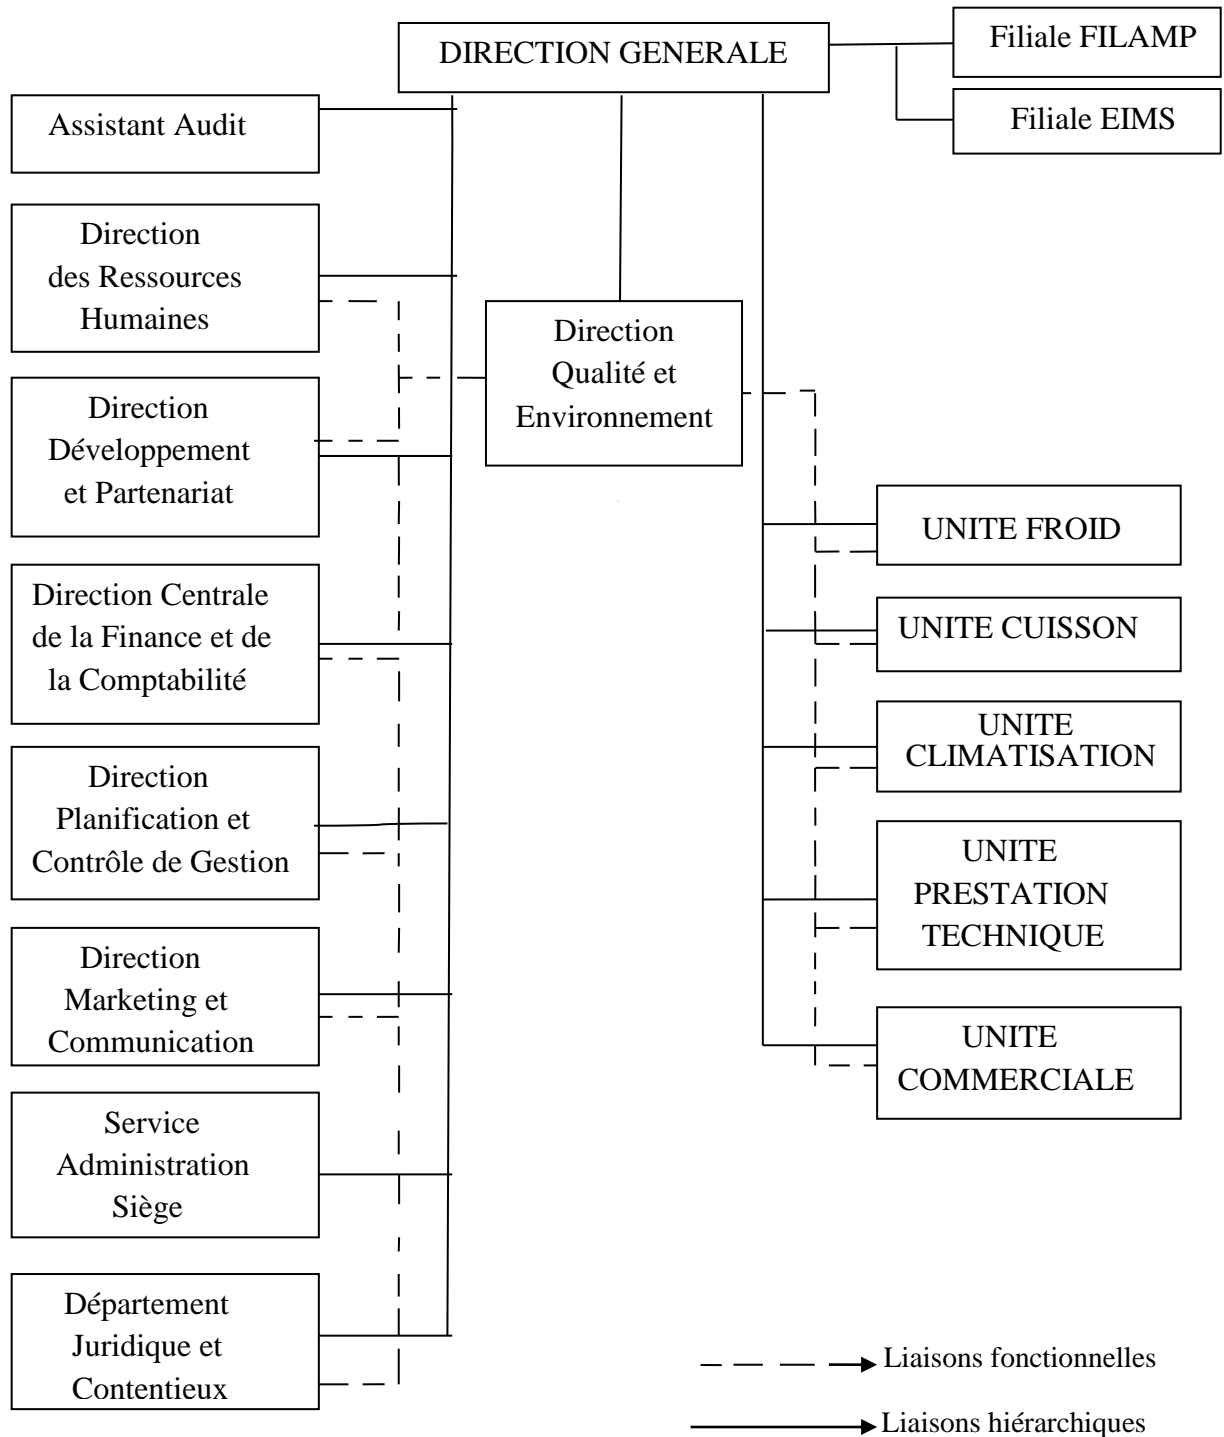 DIRECTION GENERALE
Filiale FILAMP
Filiale EIMS
Assistant Audit
Direction
des Ressources
Humaines
Direction
Qualité et
Environnement
Direction
Développement
et Partenariat
Direction Centrale
de la Finance et de
la Comptabilité
Direction
Planification et
Contrôle de Gestion
Direction
Marketing et
Communication
Service
Administration
Siège
Département
Juridique et
Contentieux
UNITE FROID
UNITE CUISSON
UNITE
CLIMATISATION
UNITE
PRESTATION
TECHNIQUE
UNITE
COMMERCIALE
Liaisons fonctionnelles
Liaisons hiérarchiques